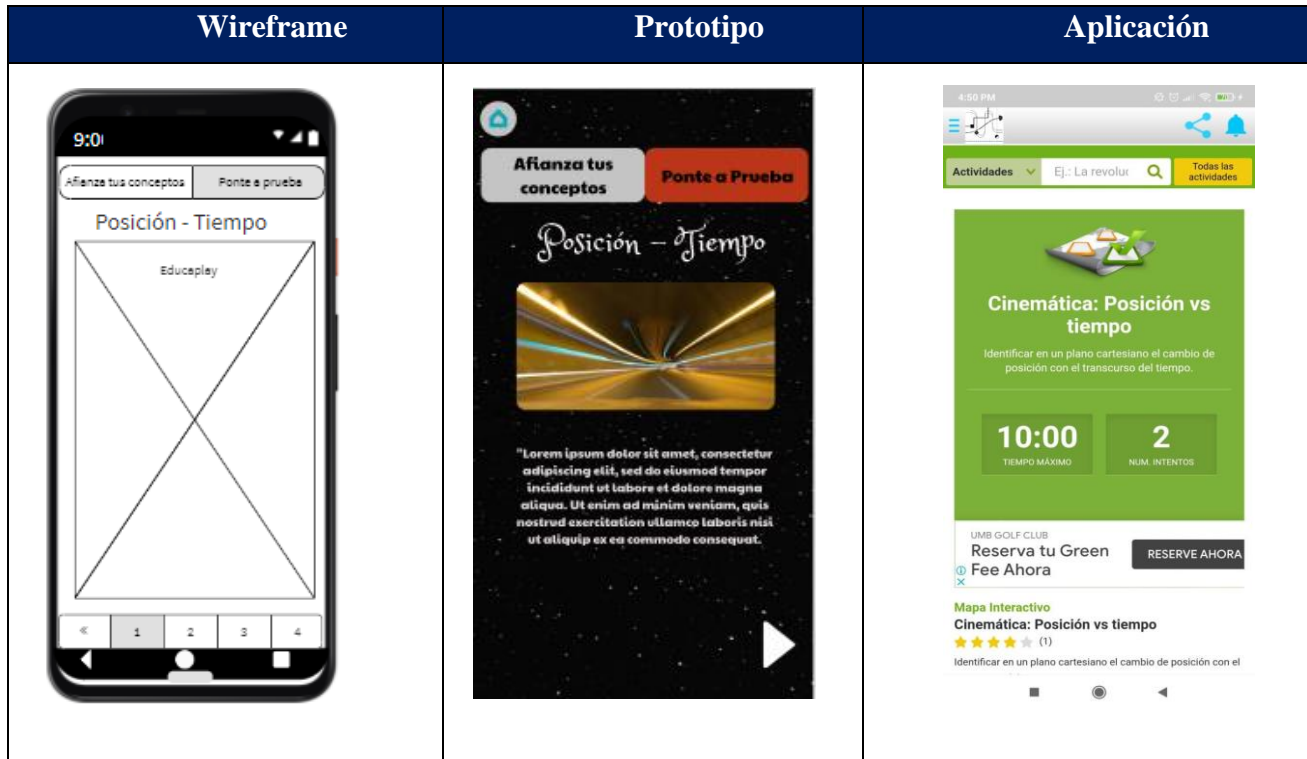 Wireframe
Prototipo
Aplicación
9:0
Afianza tus conceptos
Ponte a prueba
Posición - Tiempo
Educaplay
«
1
2
3
4
Afianza tus
conceptos
Ponte a Prueba
Posición – Tiempo
"Lorem ipsum dolor sit amet, consectetur
adipiscing elit, sed do eiusmod tempor
incididunt ut labore et dolore magna
aliqua. Ut enim ad minim veniam, quis
nostrud exercitation ullamco laboris nisi
ut aliquip ex ea commodo consequat.
4:50 PM
Actividades
Ej.: La revoluc
Todas las
actividades
Cinemática: Posición vs
tiempo
Identificar en un plano cartesiano el cambio de
posición con el transcurso del tiempo.
10:00
TIEMPO MÁXIMO
2
NUM. INTENTOS
UMB GOLF CLUB
Reserva tu Green
Fee Ahora
RESERVE AHORA
Mapa Interactivo
Cinemática: Posición vs tiempo
(1)
Identificar en un plano cartesiano el cambio de posición con el